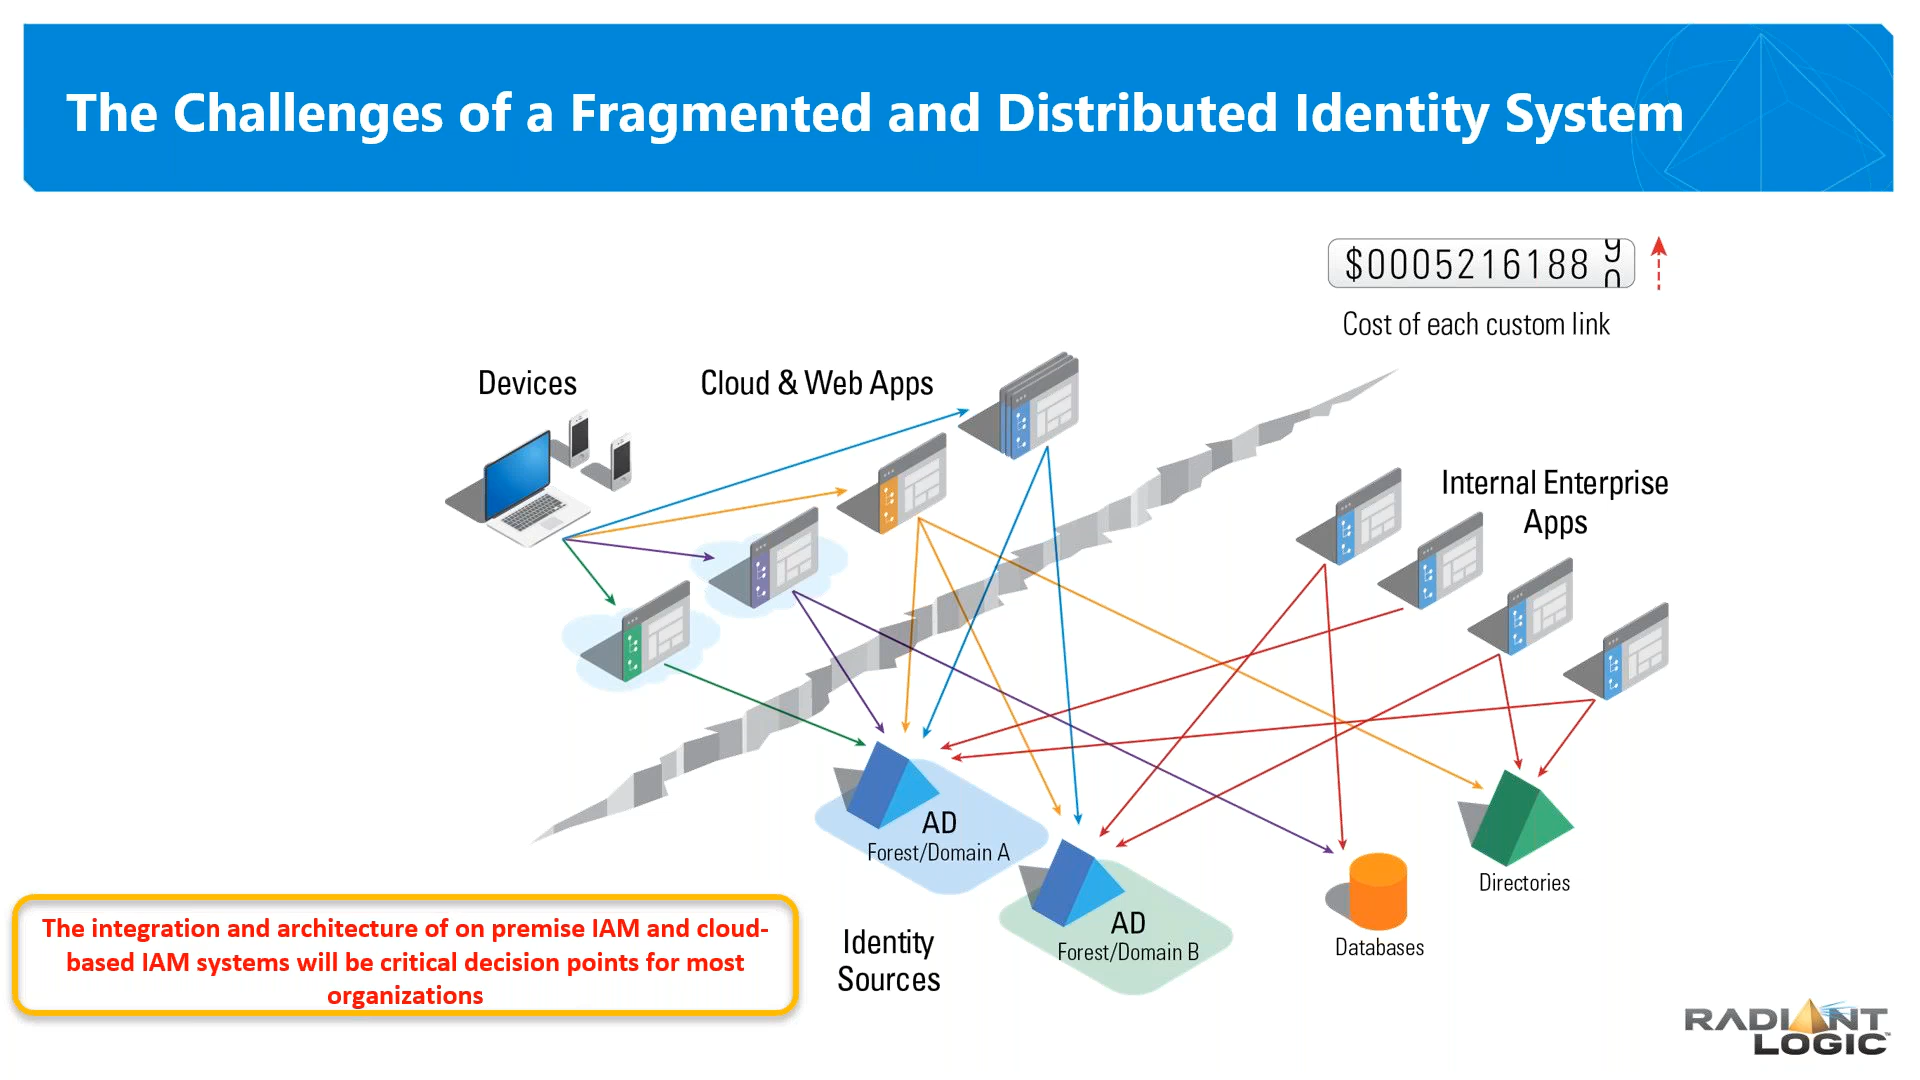 The Challenges of a Fragmented and Distributed Identity System
$0005216188
Cost of each custom link
Devices
Cloud & Web Apps
Internal Enterprise
Apps
AD
Forest/Domain A
AD
Forest/Domain B
Identity
Sources
Databases
Directories
The integration and architecture of on premise IAM and cloud-
based IAM systems will be critical decision points for most
organizations
RADIANT
LOGIC